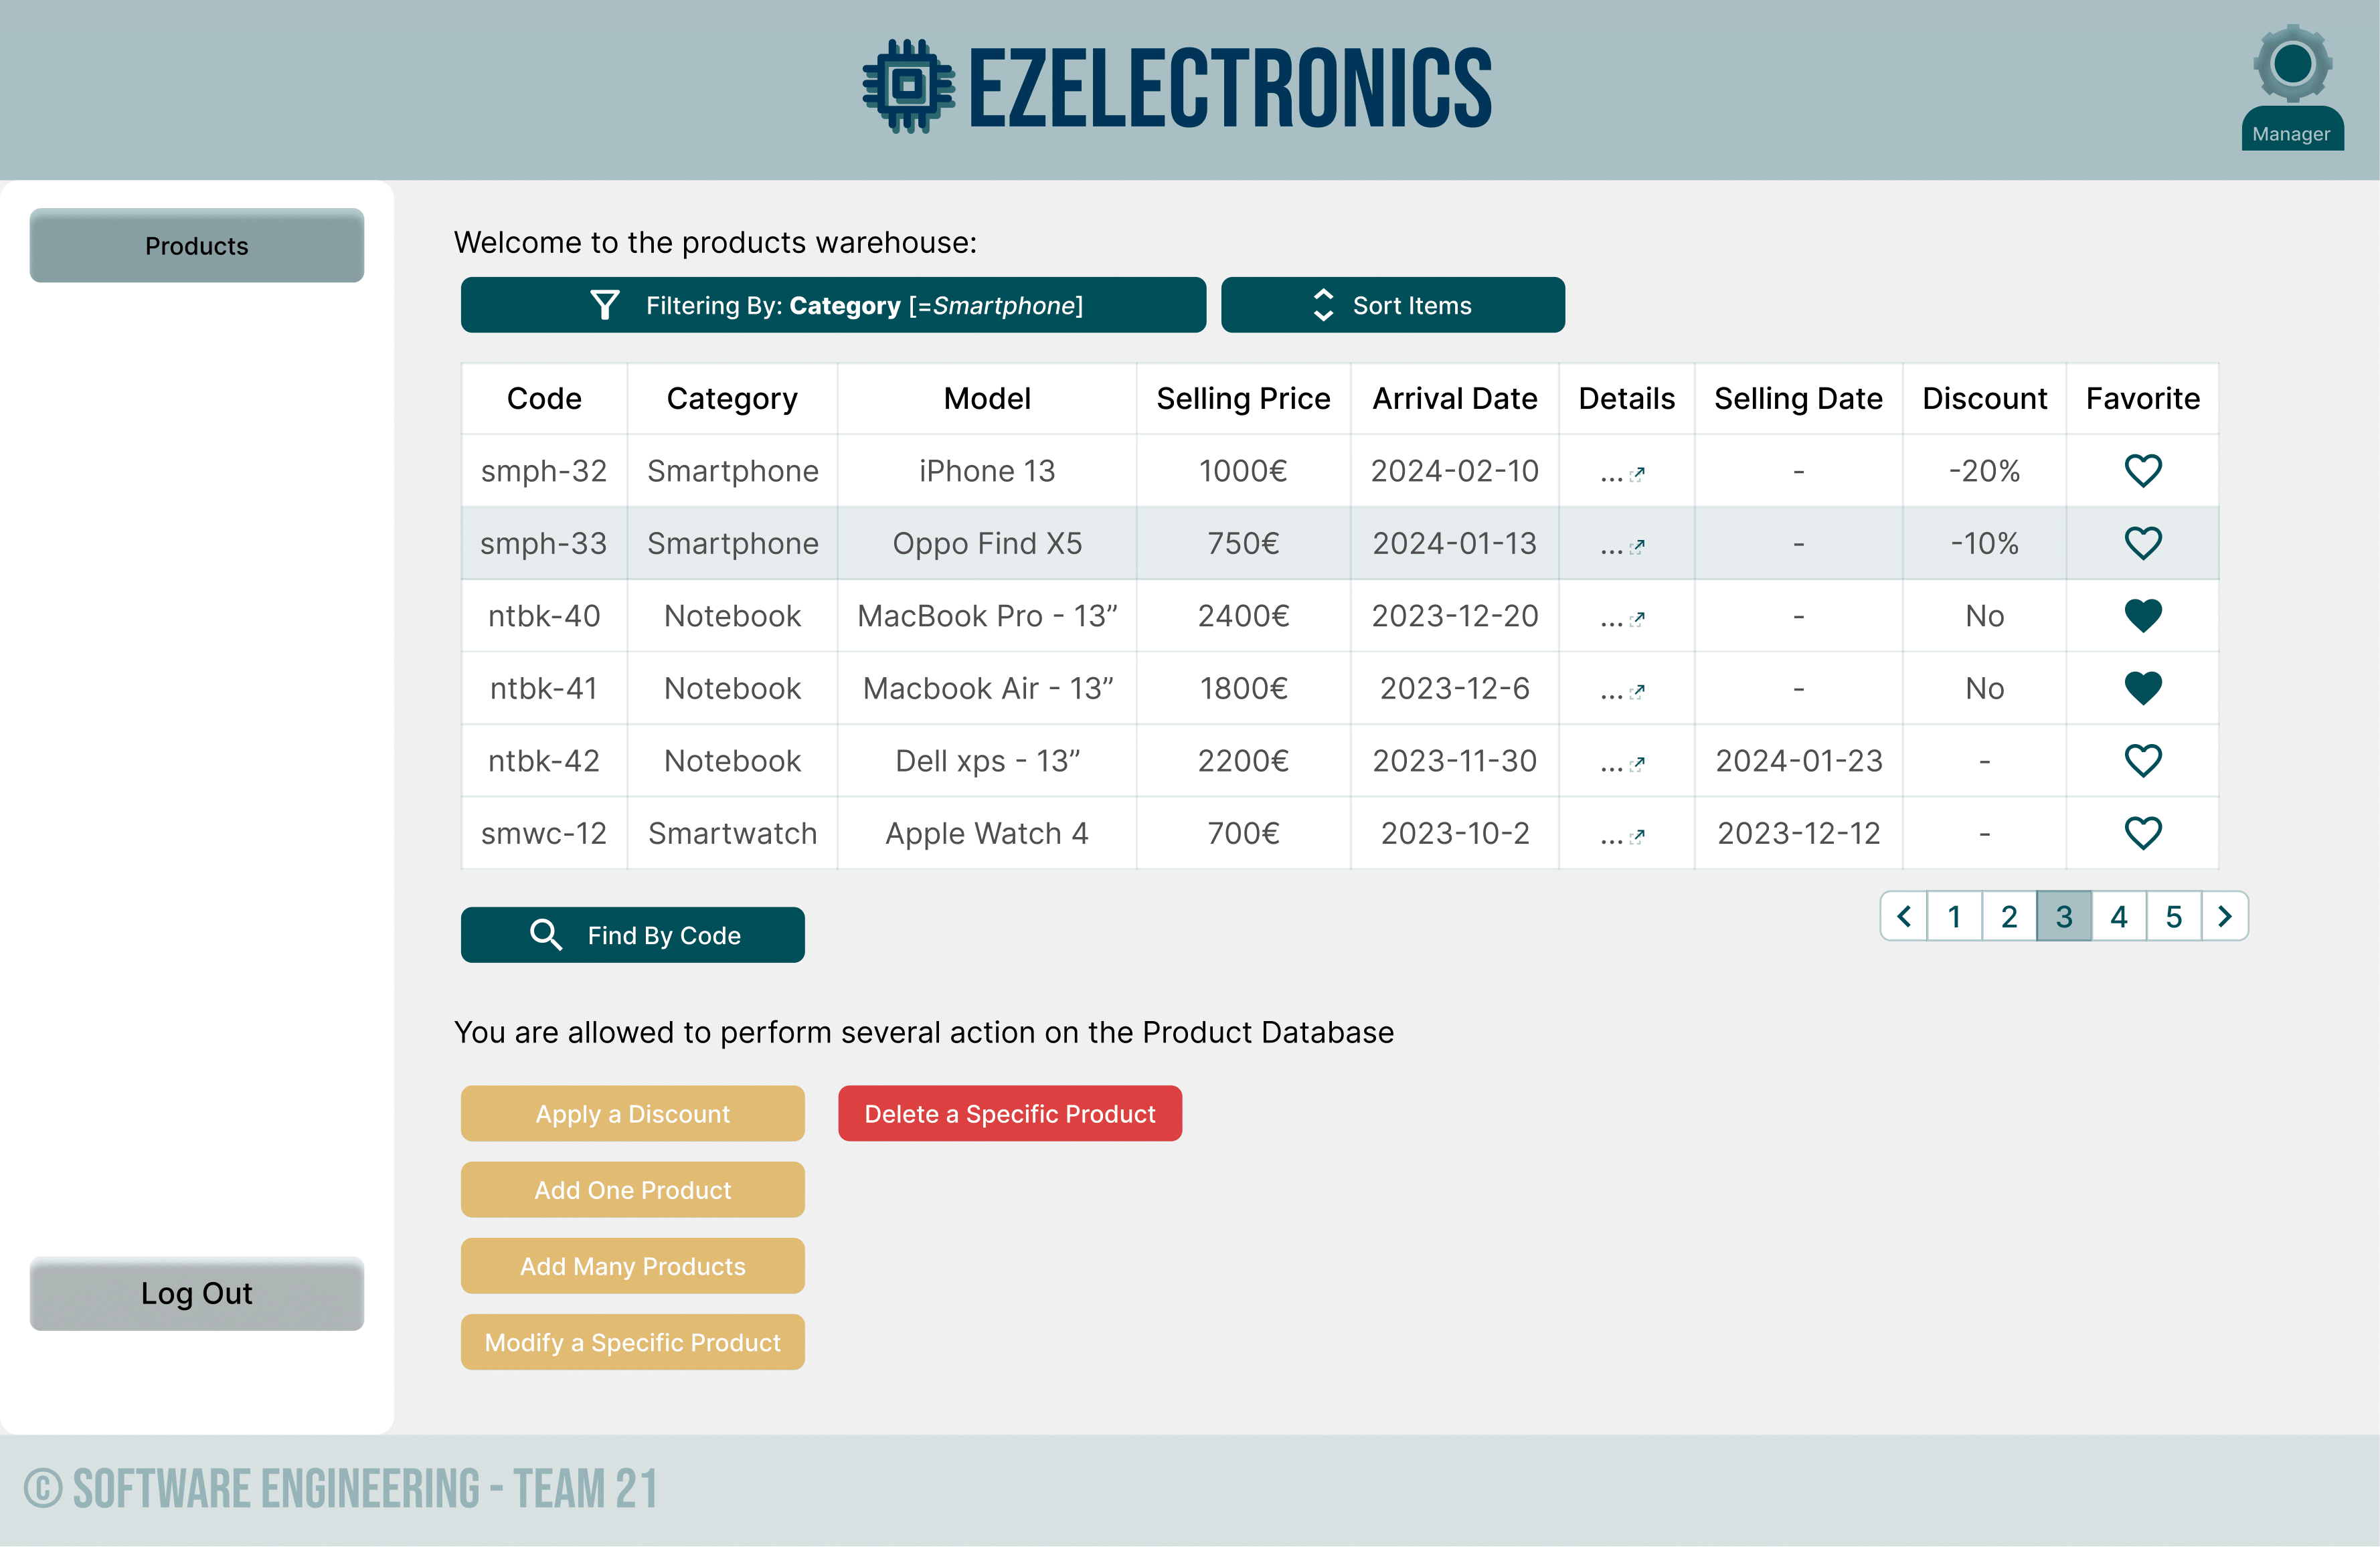 EZELECTRONICS
Manager
Products
Welcome to the products warehouse:
Filtering By: Category [=Smartphone] Sort Items
Code Category Model Selling Price Arrival Date Details Selling Date Discount Favorite
smph-32 Smartphone iPhone 13 1000€ 2024-02-10 ... - -20%
smph-33 Smartphone Oppo Find X5 750€ 2024-01-13 ... - -10%
ntbk-40 Notebook MacBook Pro - 13” 2400€ 2023-12-20 ... - No
ntbk-41 Notebook Macbook Air - 13” 1800€ 2023-12-6 ... - No
ntbk-42 Notebook Dell xps - 13” 2200€ 2023-11-30 ... 2024-01-23 -
smwc-12 Smartwatch Apple Watch 4 700€ 2023-10-2 ... 2023-12-12 -
1 2 3 4 5
Find By Code
You are allowed to perform several action on the Product Database
Apply a Discount Delete a Specific Product
Add One Product
Add Many Products
Modify a Specific Product
Log Out
© SOFTWARE ENGINEERING - TEAM 21